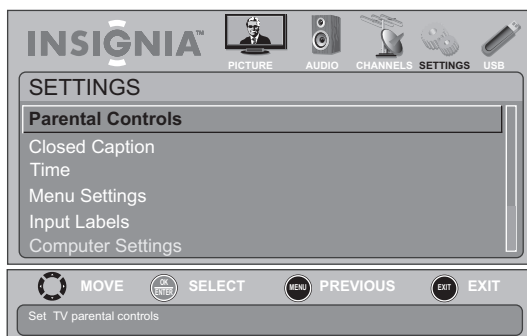 INSIGNIA™
PICTURE AUDIO CHANNELS SETTINGS USB
SETTINGS
Parental Controls
Closed Caption
Time
Menu Settings
Input Labels
Computer Settings
MOVE OK ENTER SELECT MENU PREVIOUS EXIT EXIT
Set TV parental controls